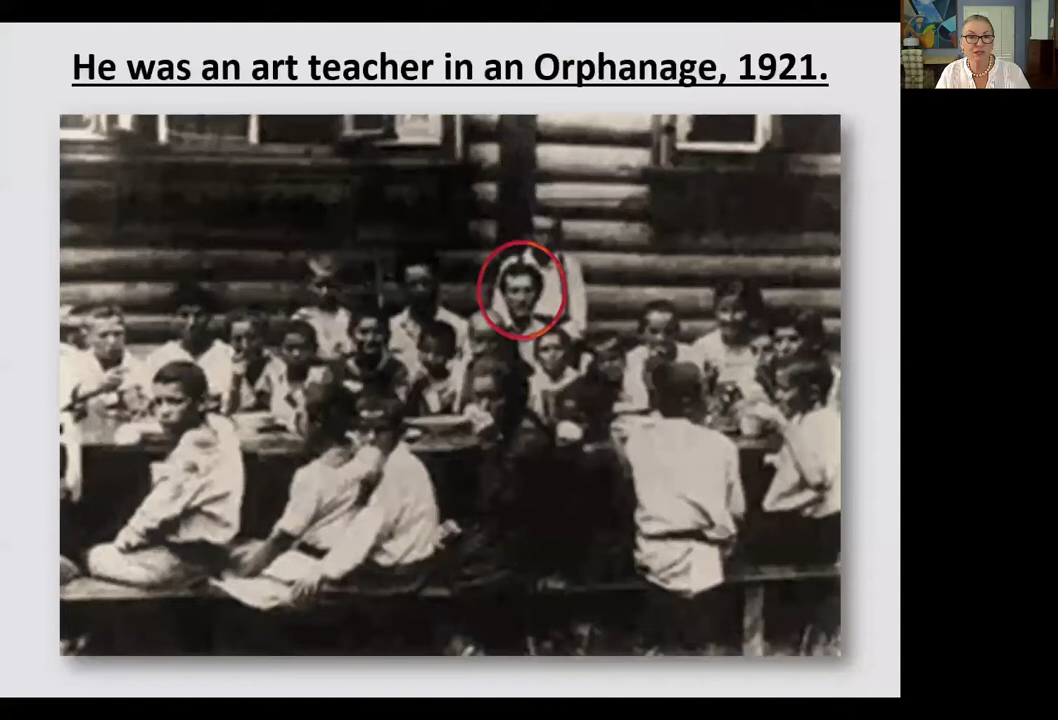 He was an art teacher in an Orphanage, 1921.